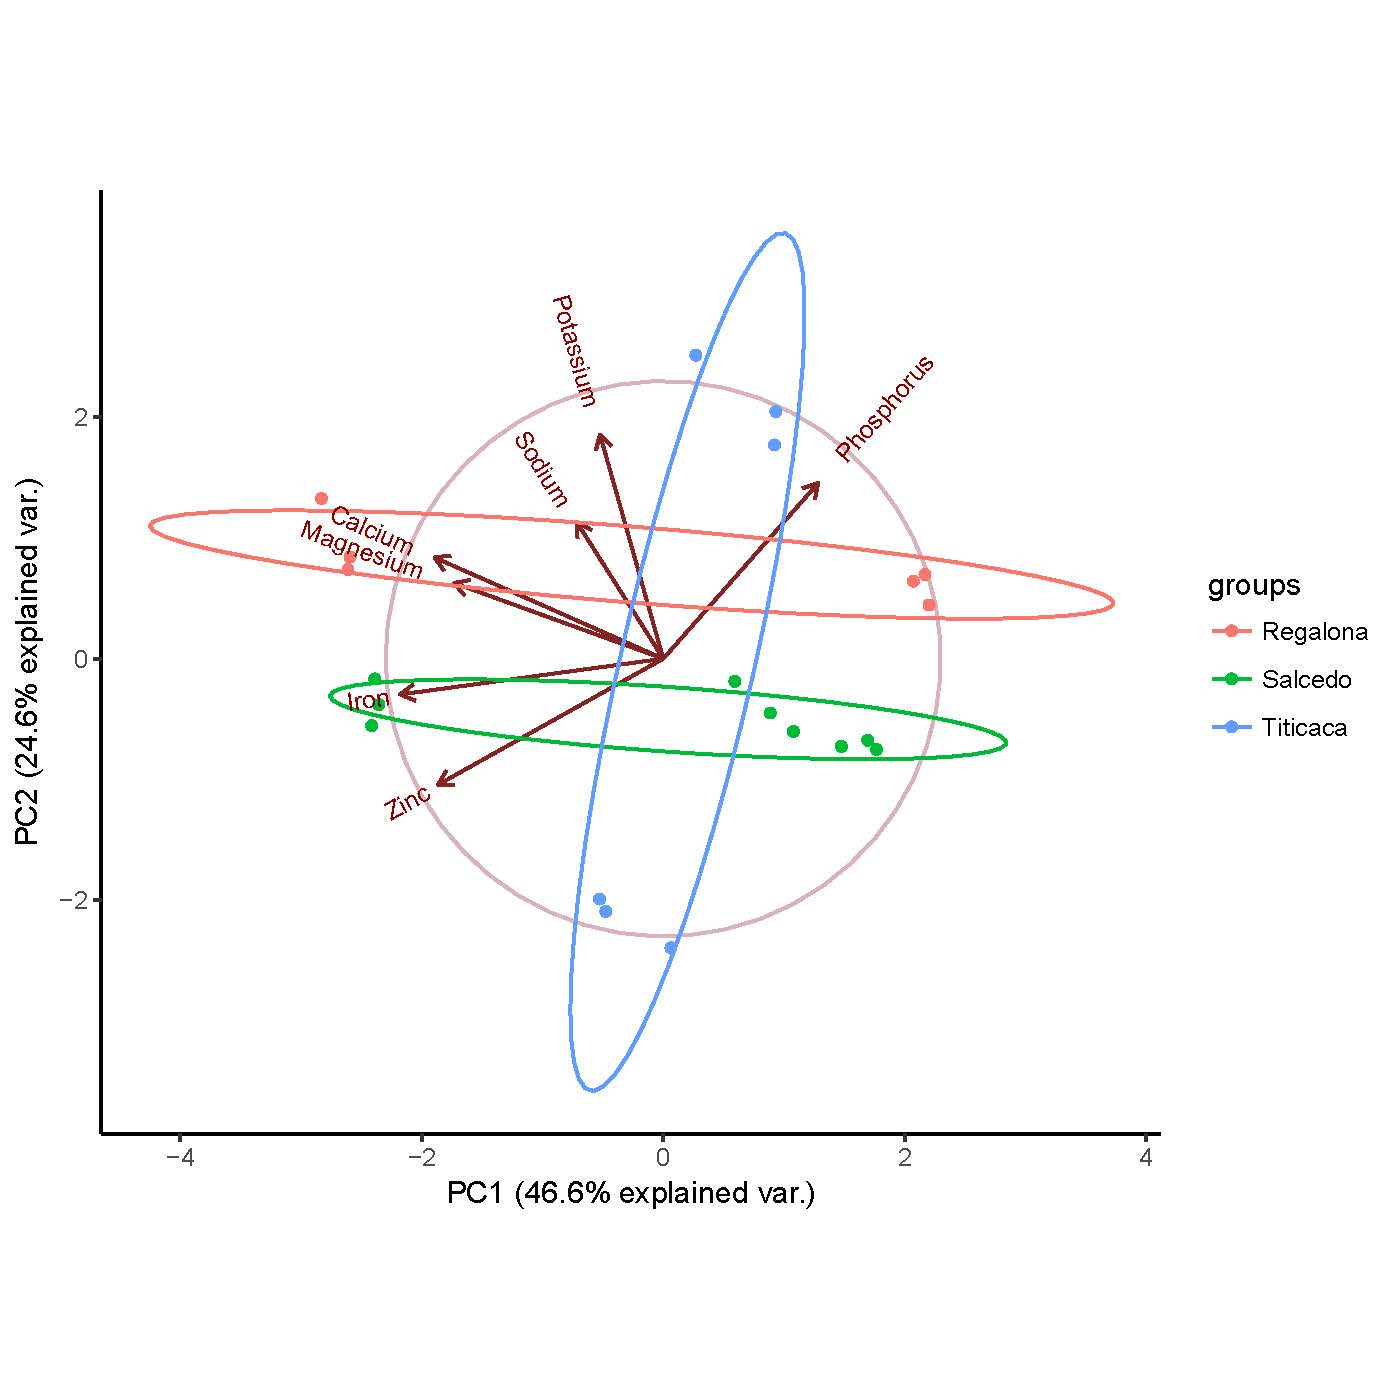 Potassium
Phosphorus
Sodium
Calcium
Magnesium
Iron
Zinc
2
0
−2
−4
−2
0
2
4
PC2 (24.6% explained var.)
PC1 (46.6% explained var.)
groups
Regalona
Salcedo
Titicaca